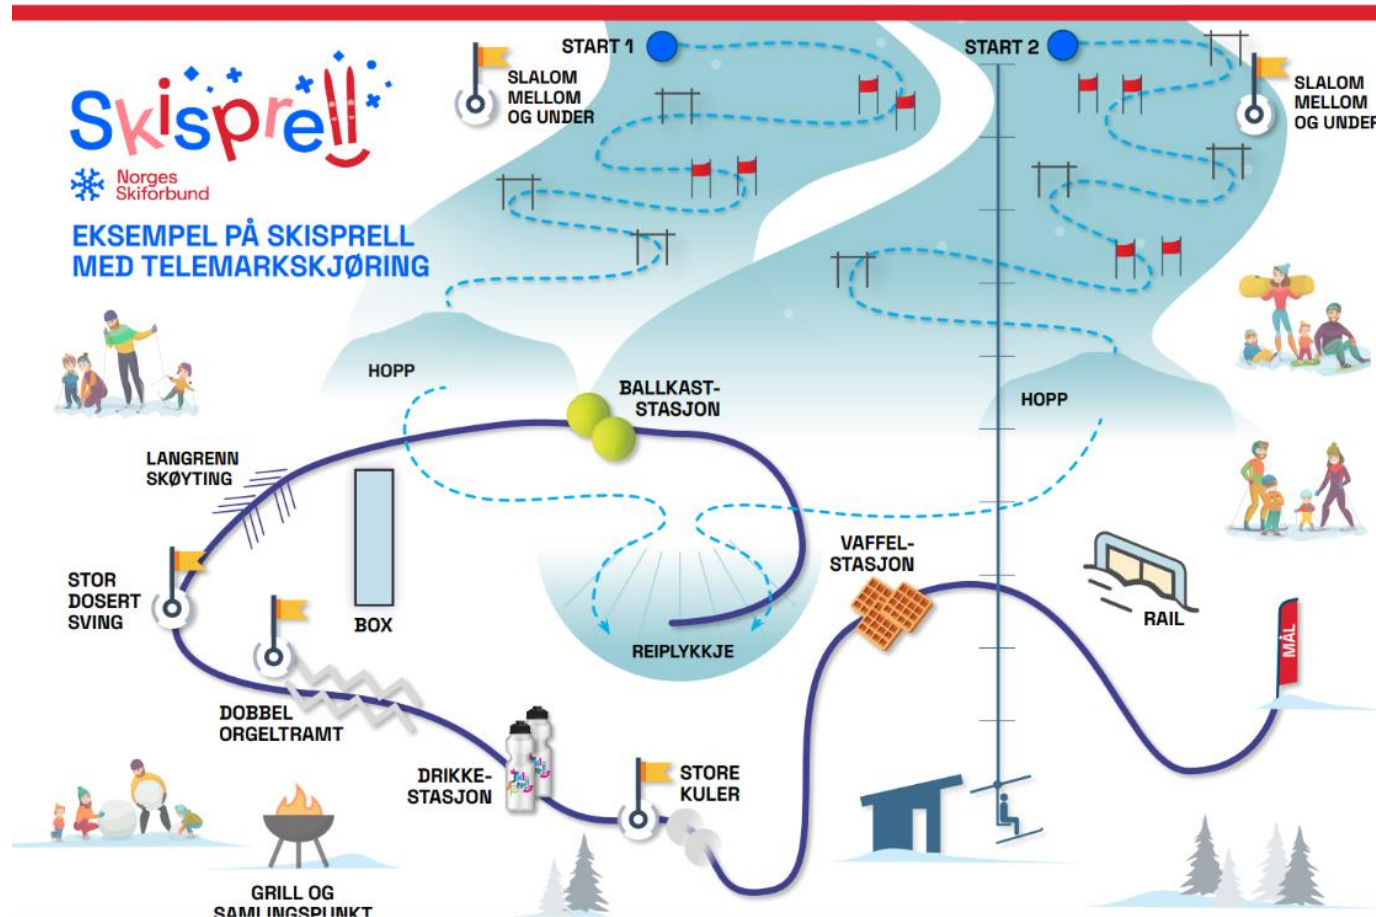 Skisprell
Norges
Skiforbund
EKSEMPEL PÅ SKISPRELL
MED TELEMARKSKJØRING
START 1
SLALOM
MELLOM
OG UNDER
START 2
SLALOM
MELLOM
OG UNDER
HOPP
BALLKAST-
STASJON
HOPP
LANGRENN
SKØYTING
STOR
DOSERT
SVING
BOX
REIPLYKKJE
VAFFEL-
STASJON
RAIL
MÅL
DOBBEL
ORGELTRAMT
DRIKKE-
STASJON
STORE
KULER
GRILL OG
SAMLINGSPUNKT